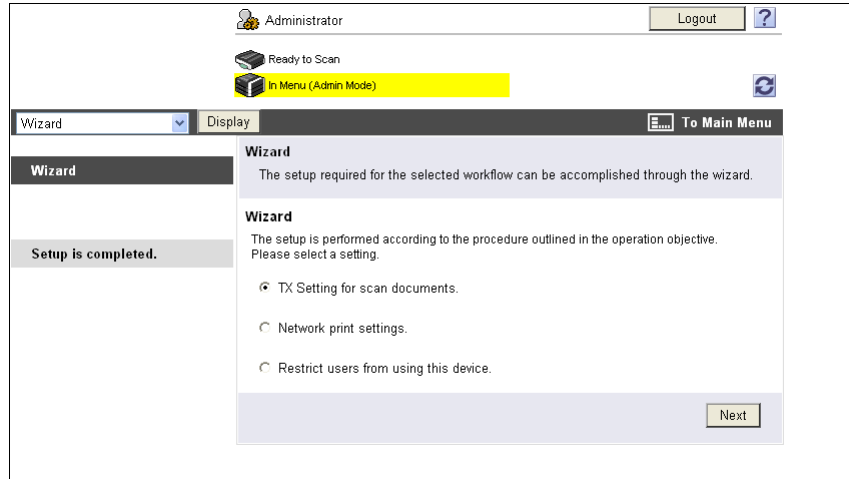 Administrator
Logout
?
Ready to Scan
In Menu (Admin Mode)
Wizard
Display
To Main Menu
Wizard
Setup is completed.
Wizard
The setup required for the selected workflow can be accomplished through the wizard.
Wizard
The setup is performed according to the procedure outlined in the operation objective.
Please select a setting.
TX Setting for scan documents.
Network print settings.
Restrict users from using this device.
Next